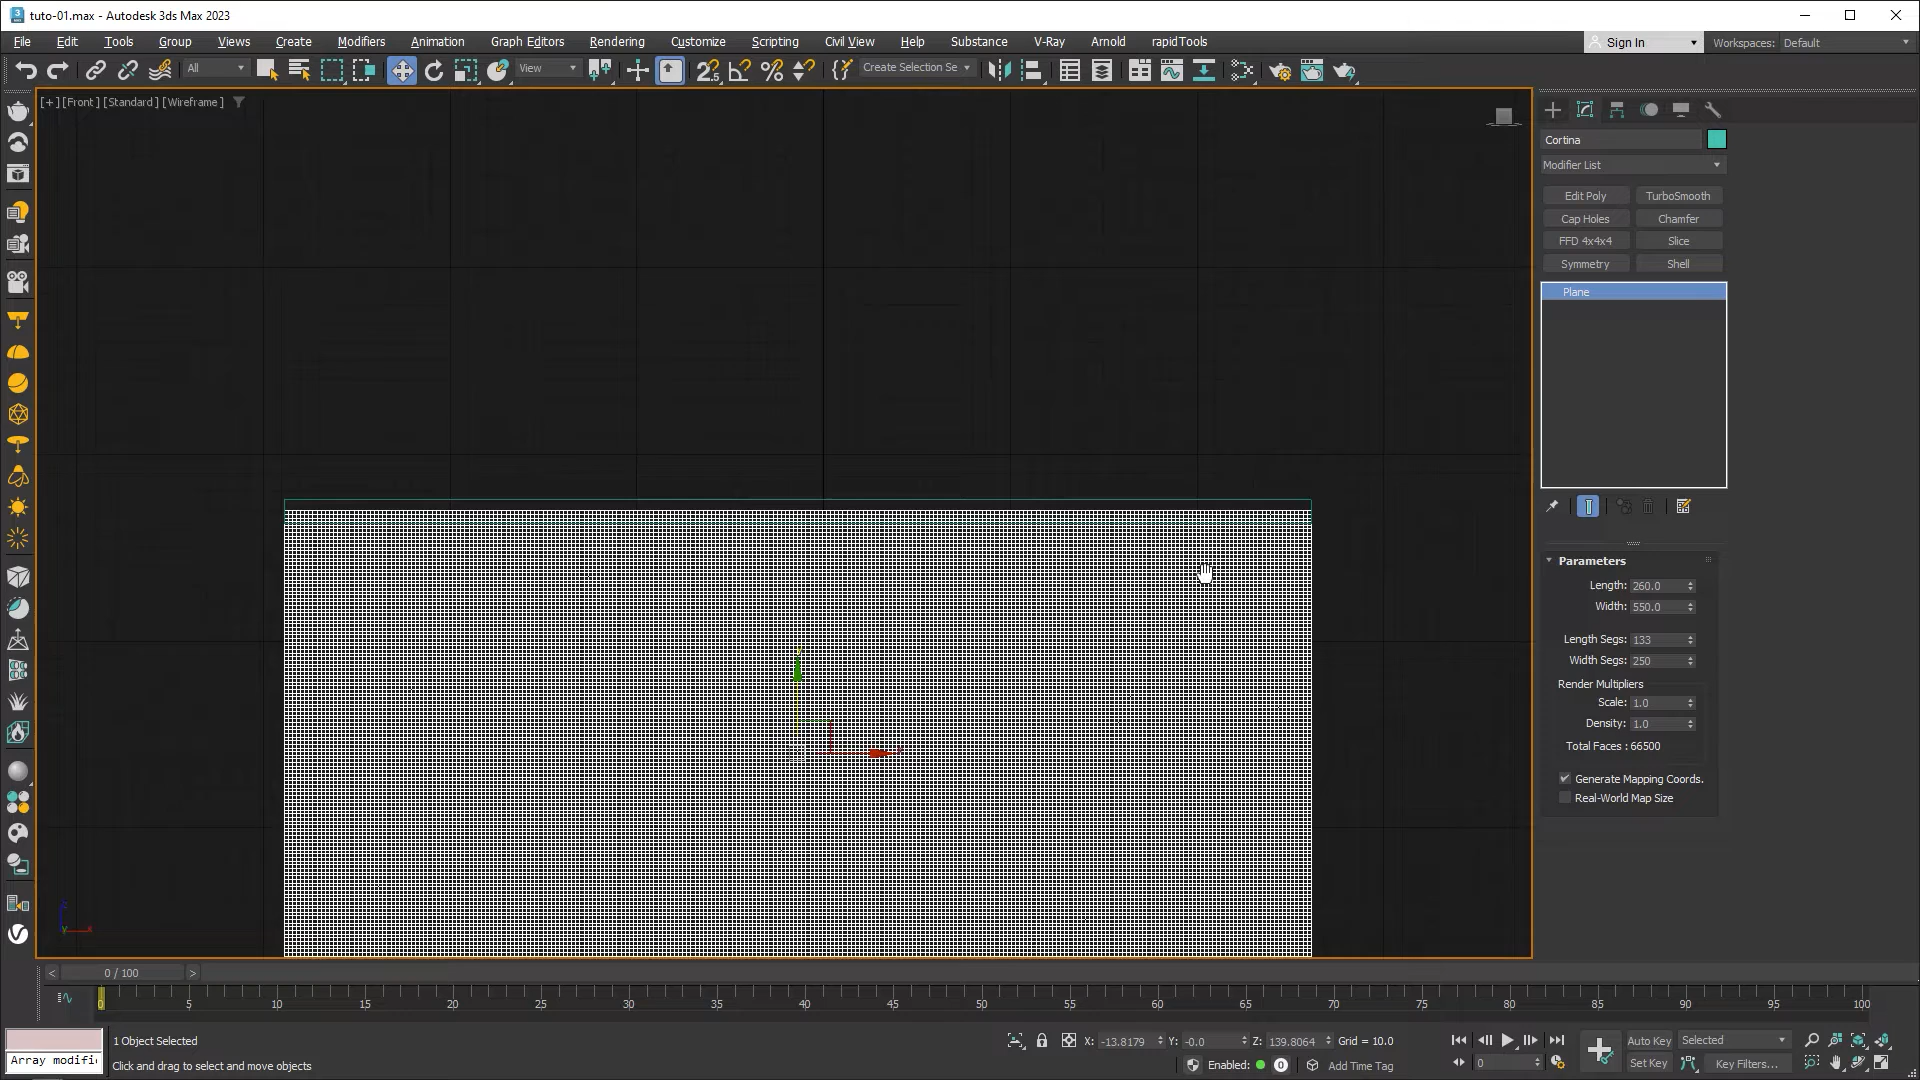 tuto-01.max - Autodesk 3ds Max 2023
File Edit Tools Group Views Create Modifiers Animation Graph Editors Rendering Customize Scripting Civil View Help Substance V-Ray Arnold rapidTools
Sign In
Workspaces: Default
All
View
Create Selection Se
[+] [Front] [Standard] [Wireframe]
Cortina
Modifier List
Edit Poly TurboSmooth
Cap Holes Chamfer
FFD 4x4x4 Slice
Symmetry Shell
Plane
Parameters
Length: 260.0
Width: 550.0
Length Segs: 133
Width Segs: 250
Render Multipliers
Scale: 1.0
Density: 1.0
Total Faces : 66500
Generate Mapping Coords.
Real-World Map Size
< 0 / 100 >
0 5 10 15 20 25 30 35 40 45 50 55 60 65 70 75 80 85 90 95 100
1 Object Selected
X: -13.8179 Y: -0.0 Z: 139.8064 Grid = 10.0
Auto Key Selected
Array modifi
Click and drag to select and move objects
Enabled: 0 Add Time Tag
0
Set Key Key Filters...